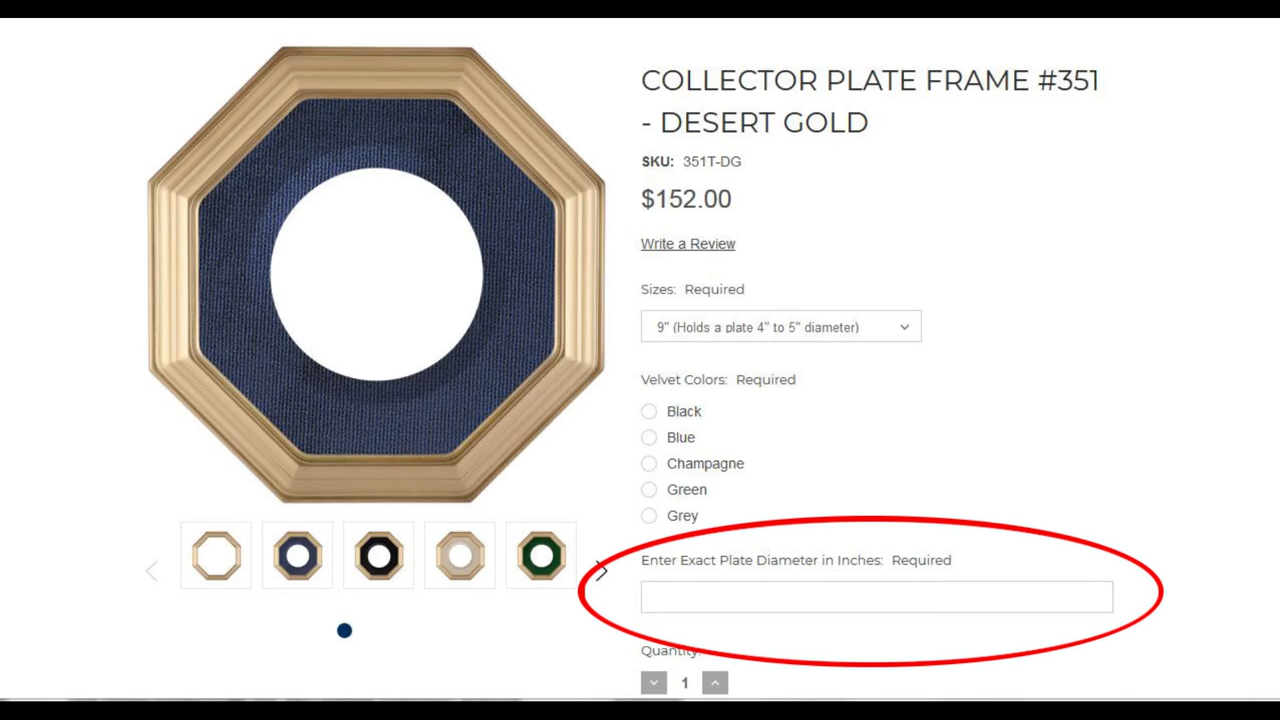 COLLECTOR PLATE FRAME #351
- DESERT GOLD
SKU: 351T-DG
$152.00
Write a Review
Sizes: Required
9" (Holds a plate 4" to 5" diameter)
Velvet Colors: Required
Black
Blue
Champagne
Green
Grey
Enter Exact Plate Diameter in Inches: Required
Quantity:
1